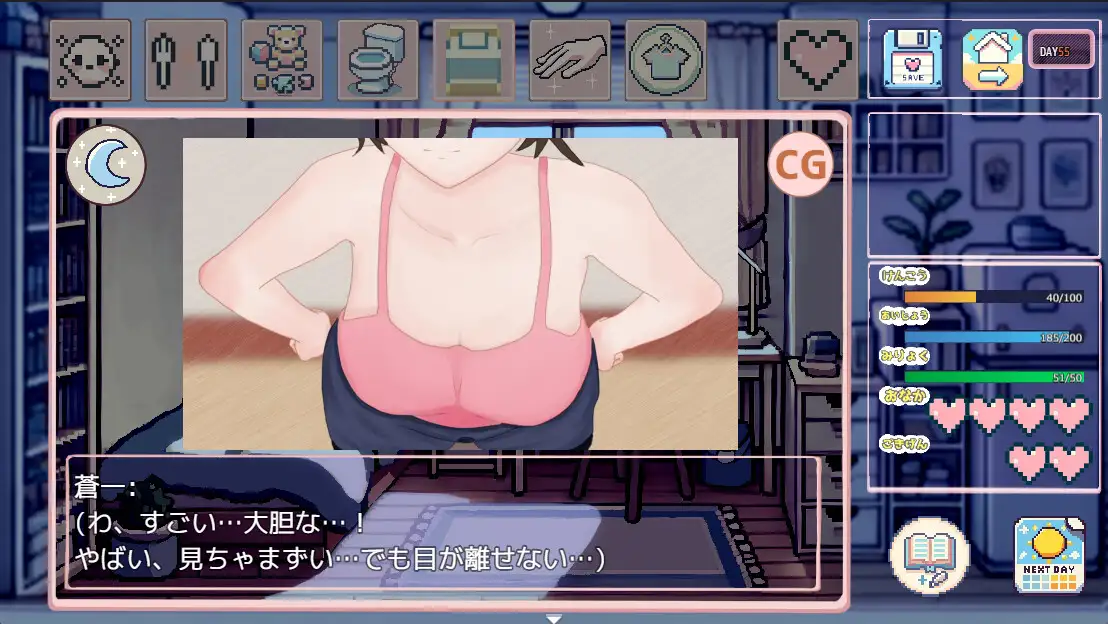 SAVE
DAY55
CG
けんこう
40/100
あいしょう
185/200
みりょく
51/50
おなか
ごきげん
蒼一:
(わ、すごい…大胆な…！
やばい、見ちゃまずい…でも目が離せない…)
NEXT DAY